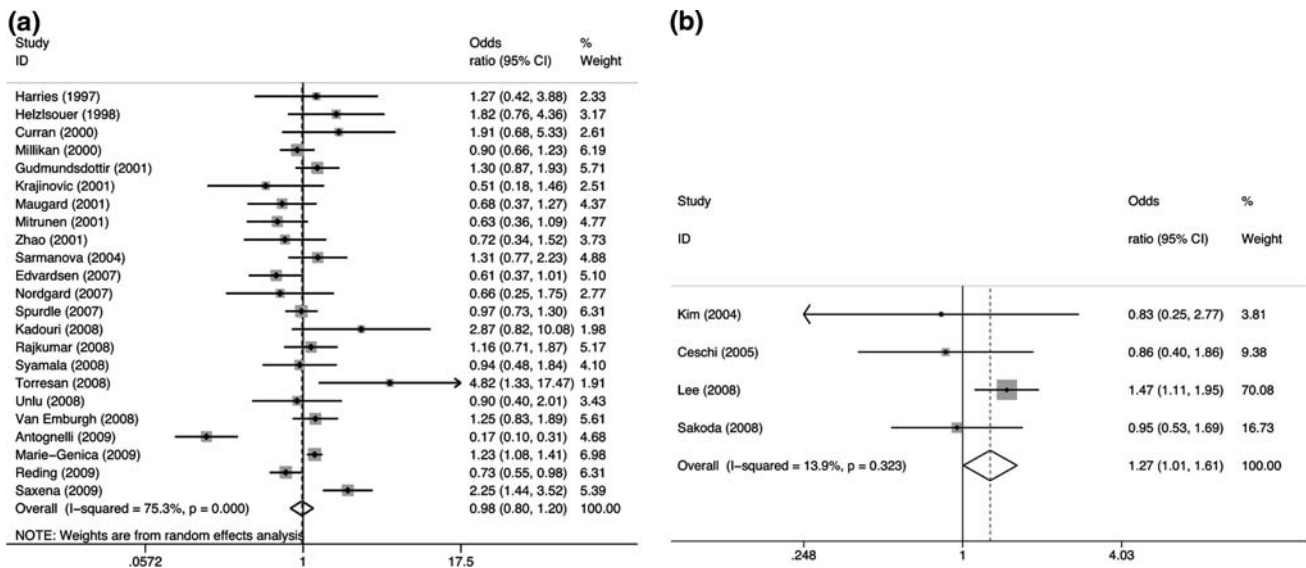 (a)
Study Odds %
ID ratio (95% CI) Weight
Harries (1997) 1.27 (0.42, 3.88) 2.33
Helzlsouer (1998) 1.82 (0.76, 4.36) 3.17
Curran (2000) 1.91 (0.68, 5.33) 2.61
Millikan (2000) 0.90 (0.66, 1.23) 6.19
Gudmundsdottir (2001) 1.30 (0.87, 1.93) 5.71
Krajinovic (2001) 0.51 (0.18, 1.46) 2.51
Maugard (2001) 0.68 (0.37, 1.27) 4.37
Mitrunen (2001) 0.63 (0.36, 1.09) 4.77
Zhao (2001) 0.72 (0.34, 1.52) 3.73
Sarmanova (2004) 1.31 (0.77, 2.23) 4.88
Edvardsen (2007) 0.61 (0.37, 1.01) 5.10
Nordgard (2007) 0.66 (0.25, 1.75) 2.77
Spurdle (2007) 0.97 (0.73, 1.30) 6.31
Kadouri (2008) 2.87 (0.82, 10.08) 1.98
Rajkumar (2008) 1.16 (0.71, 1.87) 5.17
Syamala (2008) 0.94 (0.48, 1.84) 4.10
Torresan (2008) 4.82 (1.33, 17.47) 1.91
Unlu (2008) 0.90 (0.40, 2.01) 3.43
Van Emburgh (2008) 1.25 (0.83, 1.89) 5.61
Antognelli (2009) 0.17 (0.10, 0.31) 4.68
Marie-Genica (2009) 1.23 (1.08, 1.41) 6.98
Reding (2009) 0.73 (0.55, 0.98) 6.31
Saxena (2009) 2.25 (1.44, 3.52) 5.39
Overall (I-squared = 75.3%, p = 0.000) 0.98 (0.80, 1.20) 100.00
NOTE: Weights are from random effects analysis
.0572 1 17.5
(b)
Study Odds %
ID ratio (95% CI) Weight
Kim (2004) 0.83 (0.25, 2.77) 3.81
Ceschi (2005) 0.86 (0.40, 1.86) 9.38
Lee (2008) 1.47 (1.11, 1.95) 70.08
Sakoda (2008) 0.95 (0.53, 1.69) 16.73
Overall (I-squared = 13.9%, p = 0.323) 1.27 (1.01, 1.61) 100.00
.248 1 4.03